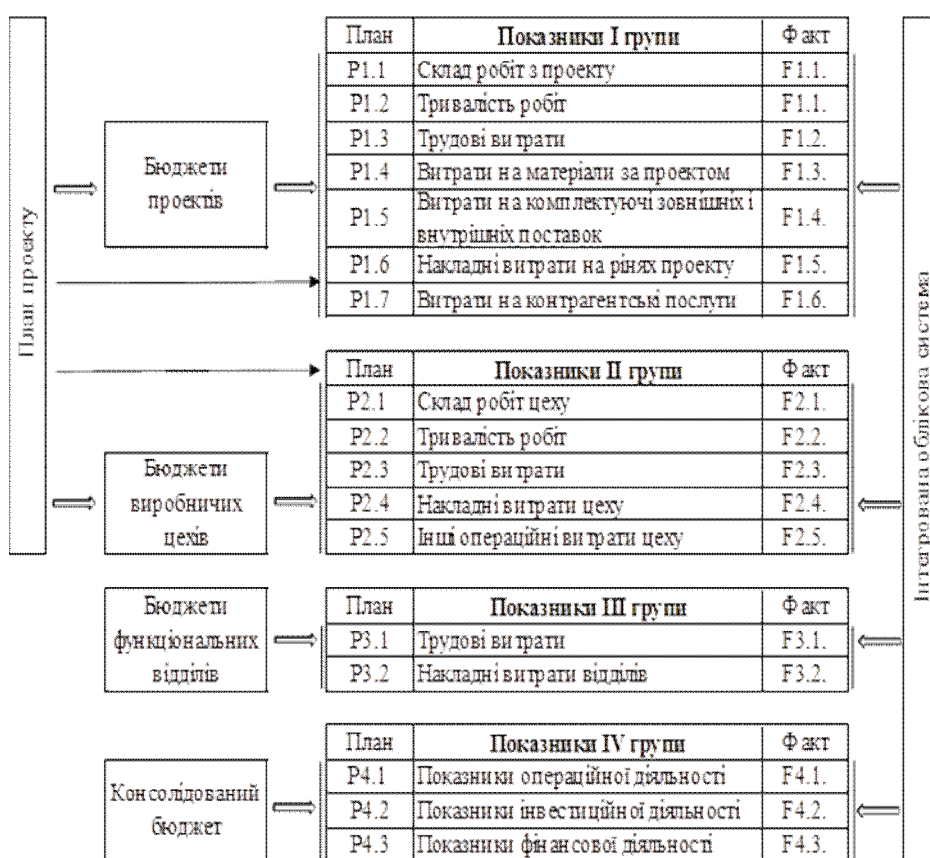 План проекту
Бюджети
проектів
План Показники І групи Факт
P1.1 Склад робіт з проекту F1.1.
P1.2 Тривалість робіт F1.1.
P1.3 Трудові витрати F1.2.
P1.4 Витрати на матеріали за проектом F1.3.
P1.5 Витрати на комплектуючі зовнішніх і
внутрішніх поставок F1.4.
P1.6 Накладні витрати на рінях проекту F1.5.
P1.7 Витрати на контрагентські послуги F1.6.
Бюджети
виробничих
цехів
План Показники ІІ групи Факт
P2.1 Склад робіт цеху F2.1.
P2.2 Тривалість робіт F2.2.
P2.3 Трудові витрати F2.3.
P2.4 Накладні витрати цеху F2.4.
P2.5 Інші операційні витрати цеху F2.5.
Бюджети
функціональних
відділів
План Показники ІІІ групи Факт
P3.1 Трудові витрати F3.1.
P3.2 Накладні витрати відділів F3.2.
Консолідований
бюджет
План Показники IV групи Факт
P4.1 Показники операційної діяльності F4.1.
P4.2 Показники інвестиційної діяльності F4.2.
P4.3 Показники фінансової діяльності F4.3.
Інтегрована облікова система